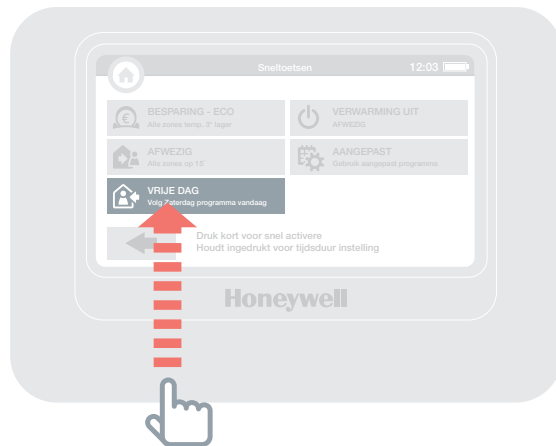 Sneltoetsen
12:03
BESPARING - ECO
Alle zones temp. 3° lager
VERWARMING UIT
AFWEZIG
AFWEZIG
Alle zones op 15°
AANGEPAST
Gebruik aangepast programma
VRIJE DAG
Volg Zaterdag programma vandaag
Druk kort voor snel activere
Houdt ingedrukt voor tijdsduur instelling
Honeywell